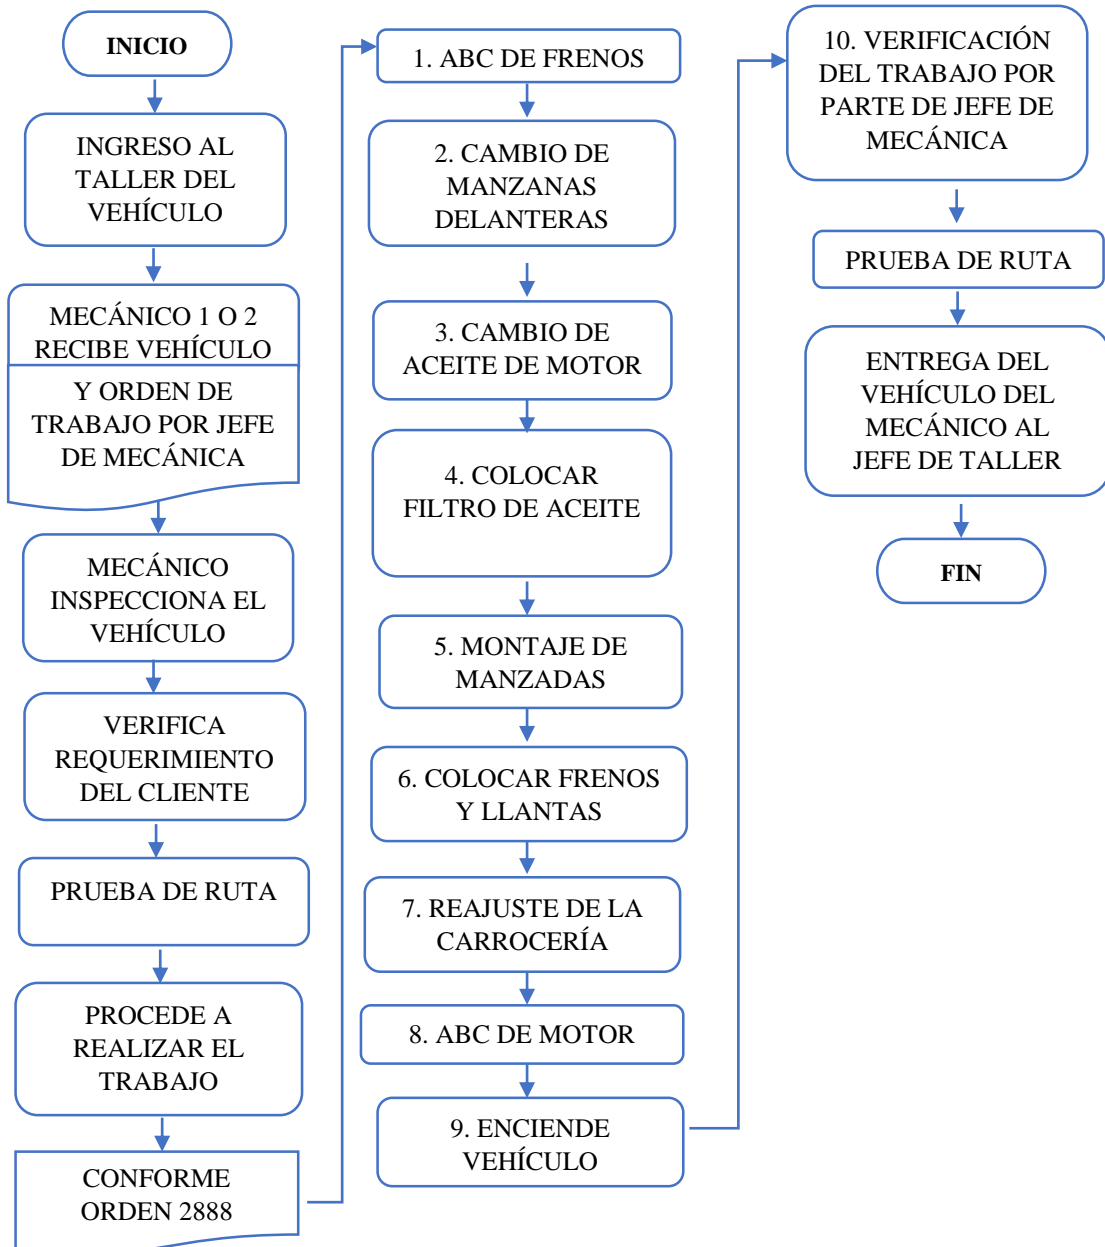 INICIO
INGRESO AL
TALLER DEL
VEHÍCULO
MECÁNICO 1 O 2
RECIBE VEHÍCULO
Y ORDEN DE
TRABAJO POR JEFE
DE MECÁNICA
MECÁNICO
INSPECCIONA EL
VEHÍCULO
VERIFICA
REQUERIMIENTO
DEL CLIENTE
PRUEBA DE RUTA
PROCEDE A
REALIZAR EL
TRABAJO
CONFORME
ORDEN 2888
1. ABC DE FRENOS
2. CAMBIO DE
MANZANAS
DELANTERAS
3. CAMBIO DE
ACEITE DE MOTOR
4. COLOCAR
FILTRO DE ACEITE
5. MONTAJE DE
MANZADAS
6. COLOCAR FRENOS
Y LLANTAS
7. REAJUSTE DE LA
CARROCERÍA
8. ABC DE MOTOR
9. ENCIENDE
VEHÍCULO
10. VERIFICACIÓN
DEL TRABAJO POR
PARTE DE JEFE DE
MECÁNICA
PRUEBA DE RUTA
ENTREGA DEL
VEHÍCULO DEL
MECÁNICO AL
JEFE DE TALLER
FIN